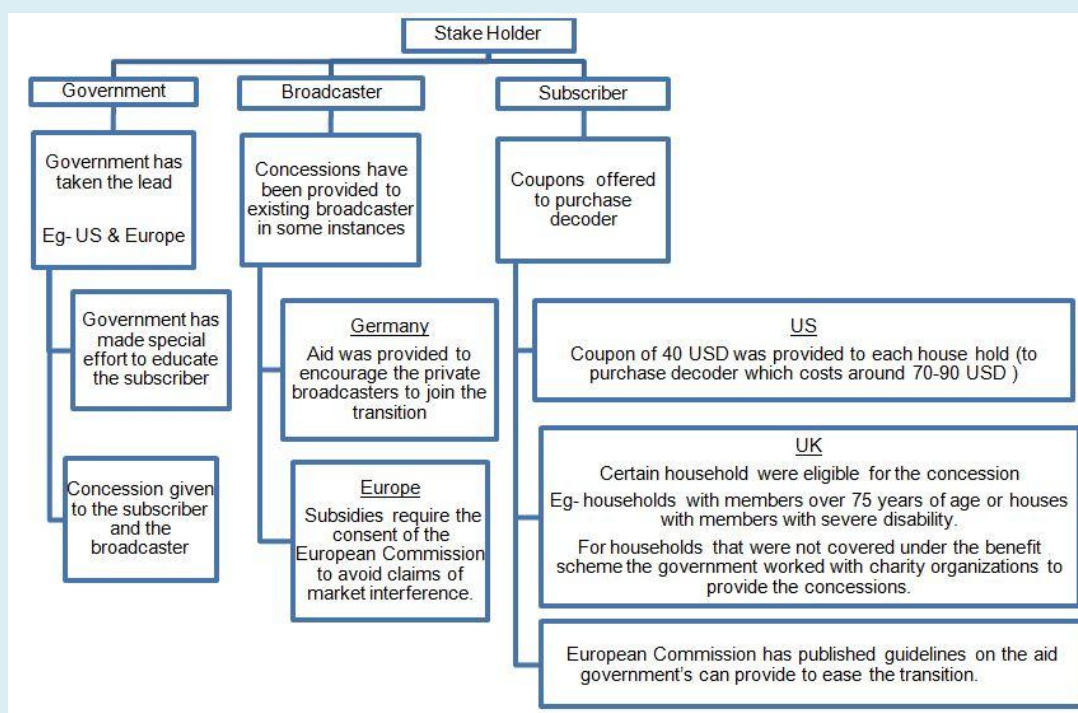 Stake Holder
Government
Broadcaster
Subscriber
Government has
taken the lead
Eg- US & Europe
Government has
made special
effort to educate
the subscriber
Concession given
to the subscriber
and the
broadcaster
Concessions have
been provided to
existing broadcaster
in some instances
Germany
Aid was provided to
encourage the private
broadcasters to join the
transition
Europe
Subsidies require the
consent of the
European Commission
to avoid claims of
market interference.
Coupons offered
to purchase
decoder
US
Coupon of 40 USD was provided to each house hold (to
purchase decoder which costs around 70-90 USD )
UK
Certain household were eligible for the concession
Eg- households with members over 75 years of age or houses
with members with severe disability.
For households that were not covered under the benefit
scheme the government worked with charity organizations to
provide the concessions.
European Commission has published guidelines on the aid
government's can provide to ease the transition.